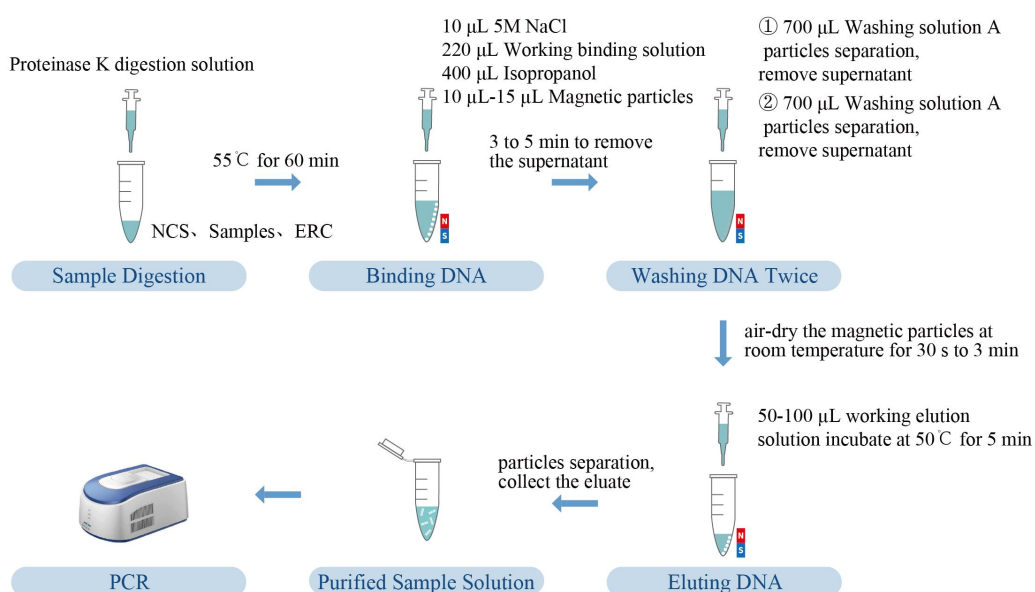 Proteinase K digestion solution
55℃ for 60 min
NCS、Samples、ERC
Sample Digestion
10 μL 5M NaCl
220 μL Working binding solution
400 μL Isopropanol
10 μL-15 μL Magnetic particles
3 to 5 min to remove
the supernatant
N
S
Binding DNA
① 700 μL Washing solution A
particles separation,
remove supernatant
② 700 μL Washing solution A
particles separation,
remove supernatant
N
S
Washing DNA Twice
air-dry the magnetic particles at
room temperature for 30 s to 3 min
50-100 μL working elution
solution incubate at 50℃ for 5 min
N
S
Eluting DNA
particles separation,
collect the eluate
Purified Sample Solution
PCR